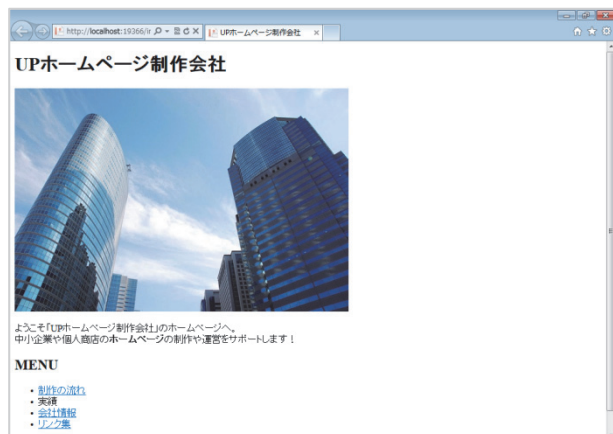 http://localhost:19366/ir
UPホームページ制作会社
UPホームページ制作会社
ようこそ「UPホームページ制作会社」のホームページへ。
中小企業や個人商店のホームページの制作や運営をサポートします！
MENU
制作の流れ
実績
会社情報
リンク集